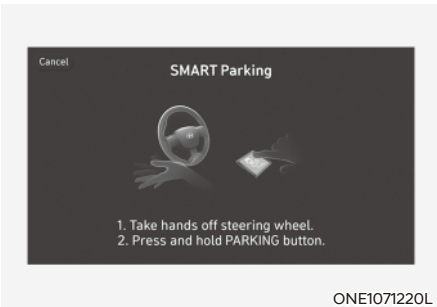 Cancel
SMART Parking
1. Take hands off steering wheel.
2. Press and hold PARKING button.
ONE1071220L